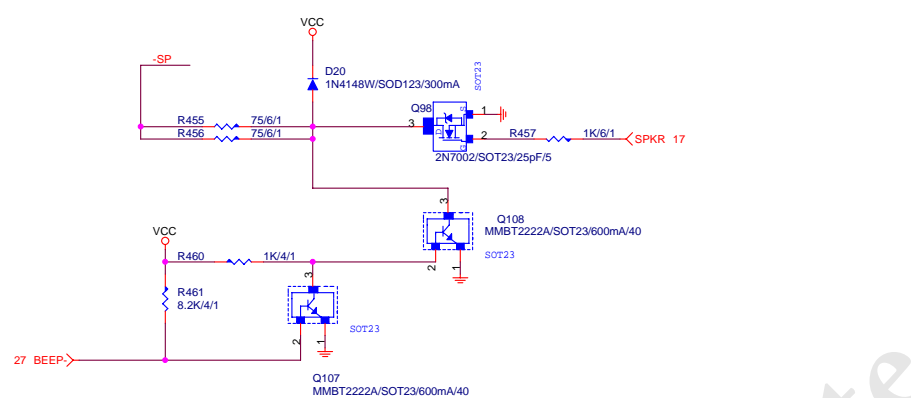 VCC
-SP
D20
1N4148W/SOD123/300mA
SOT23
Q98
R455 75/6/1
R456 75/6/1
3
D
S
G
1
2
R457 1K/6/1
SPKR 17
2N7002/SOT23/25pF/5
3
Q108
MMBT2222A/SOT23/600mA/40
SOT23
2
1
VCC
R460 1K/4/1
3
R461
8.2K/4/1
SOT23
2
1
27 BEEP-
Q107
MMBT2222A/SOT23/600mA/40
te